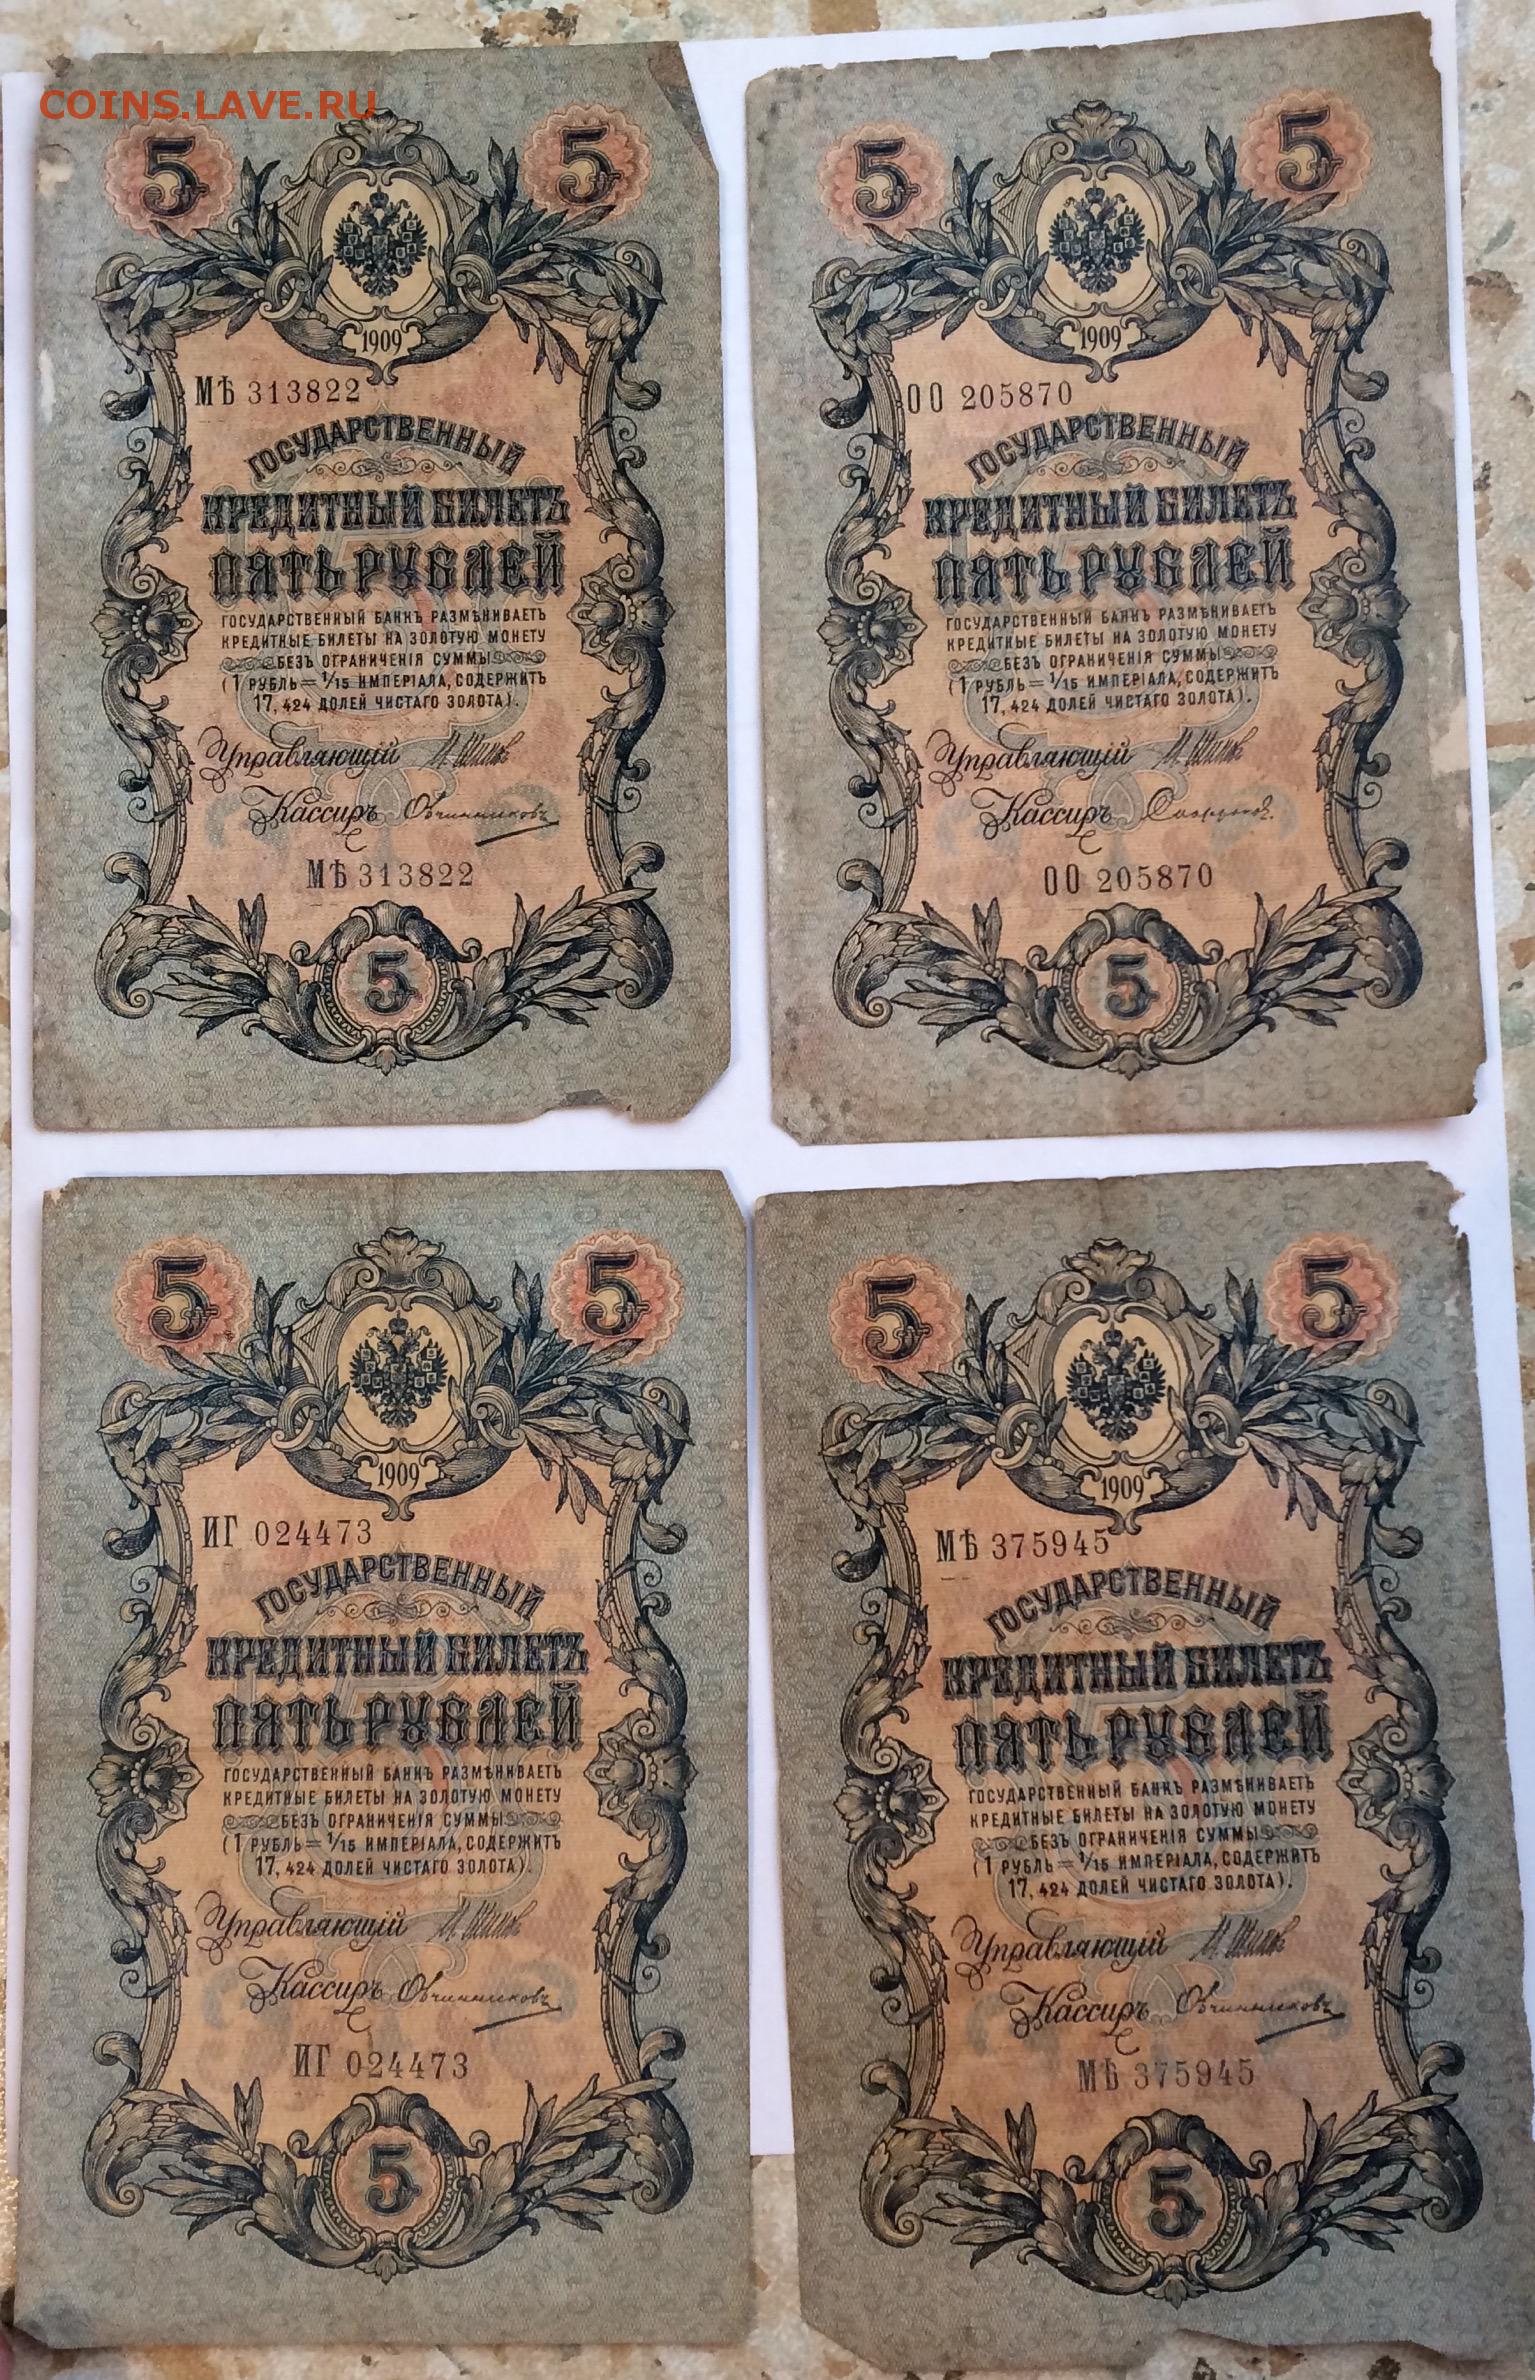 COINS.LAVE.RU
5 5
1909
МѢ 313822
ГОСУДАРСТВЕННЫЙ
КРЕДИТНЫЙ БИЛЕТЪ
ПЯТЬ РУБЛЕЙ
ГОСУДАРСТВЕННЫЙ БАНКЪ РАЗМѢНИВАЕТЪ
КРЕДИТНЫЕ БИЛЕТЫ НА ЗОЛОТУЮ МОНЕТУ
БЕЗЪ ОГРАНИЧЕНІЯ СУММЫ
(1 РУБЛЬ = 1/15 ИМПЕРІАЛА, СОДЕРЖИТЪ
17,424 ДОЛЕЙ ЧИСТАГО ЗОЛОТА).
Управляющій И. Шипов
Кассиръ Овчинниковъ
МѢ 313822
5
5 5
1909
ОО 205870
ГОСУДАРСТВЕННЫЙ
КРЕДИТНЫЙ БИЛЕТЪ
ПЯТЬ РУБЛЕЙ
ГОСУДАРСТВЕННЫЙ БАНКЪ РАЗМѢНИВАЕТЪ
КРЕДИТНЫЕ БИЛЕТЫ НА ЗОЛОТУЮ МОНЕТУ
БЕЗЪ ОГРАНИЧЕНІЯ СУММЫ
(1 РУБЛЬ = 1/15 ИМПЕРІАЛА, СОДЕРЖИТЪ
17,424 ДОЛЕЙ ЧИСТАГО ЗОЛОТА).
Управляющій И. Шипов
Кассиръ
ОО 205870
5
5 5
1909
ИГ 024473
ГОСУДАРСТВЕННЫЙ
КРЕДИТНЫЙ БИЛЕТЪ
ПЯТЬ РУБЛЕЙ
ГОСУДАРСТВЕННЫЙ БАНКЪ РАЗМѢНИВАЕТЪ
КРЕДИТНЫЕ БИЛЕТЫ НА ЗОЛОТУЮ МОНЕТУ
БЕЗЪ ОГРАНИЧЕНІЯ СУММЫ
(1 РУБЛЬ = 1/15 ИМПЕРІАЛА, СОДЕРЖИТЪ
17,424 ДОЛЕЙ ЧИСТАГО ЗОЛОТА).
Управляющій И. Шипов
Кассиръ Овчинниковъ
ИГ 024473
5
5 5
1909
МѢ 375945
ГОСУДАРСТВЕННЫЙ
КРЕДИТНЫЙ БИЛЕТЪ
ПЯТЬ РУБЛЕЙ
ГОСУДАРСТВЕННЫЙ БАНКЪ РАЗМѢНИВАЕТЪ
КРЕДИТНЫЕ БИЛЕТЫ НА ЗОЛОТУЮ МОНЕТУ
БЕЗЪ ОГРАНИЧЕНІЯ СУММЫ
(1 РУБЛЬ = 1/15 ИМПЕРІАЛА, СОДЕРЖИТЪ
17,424 ДОЛЕЙ ЧИСТАГО ЗОЛОТА).
Управляющій И. Шипов
Кассиръ Овчинниковъ
МѢ 375945
5